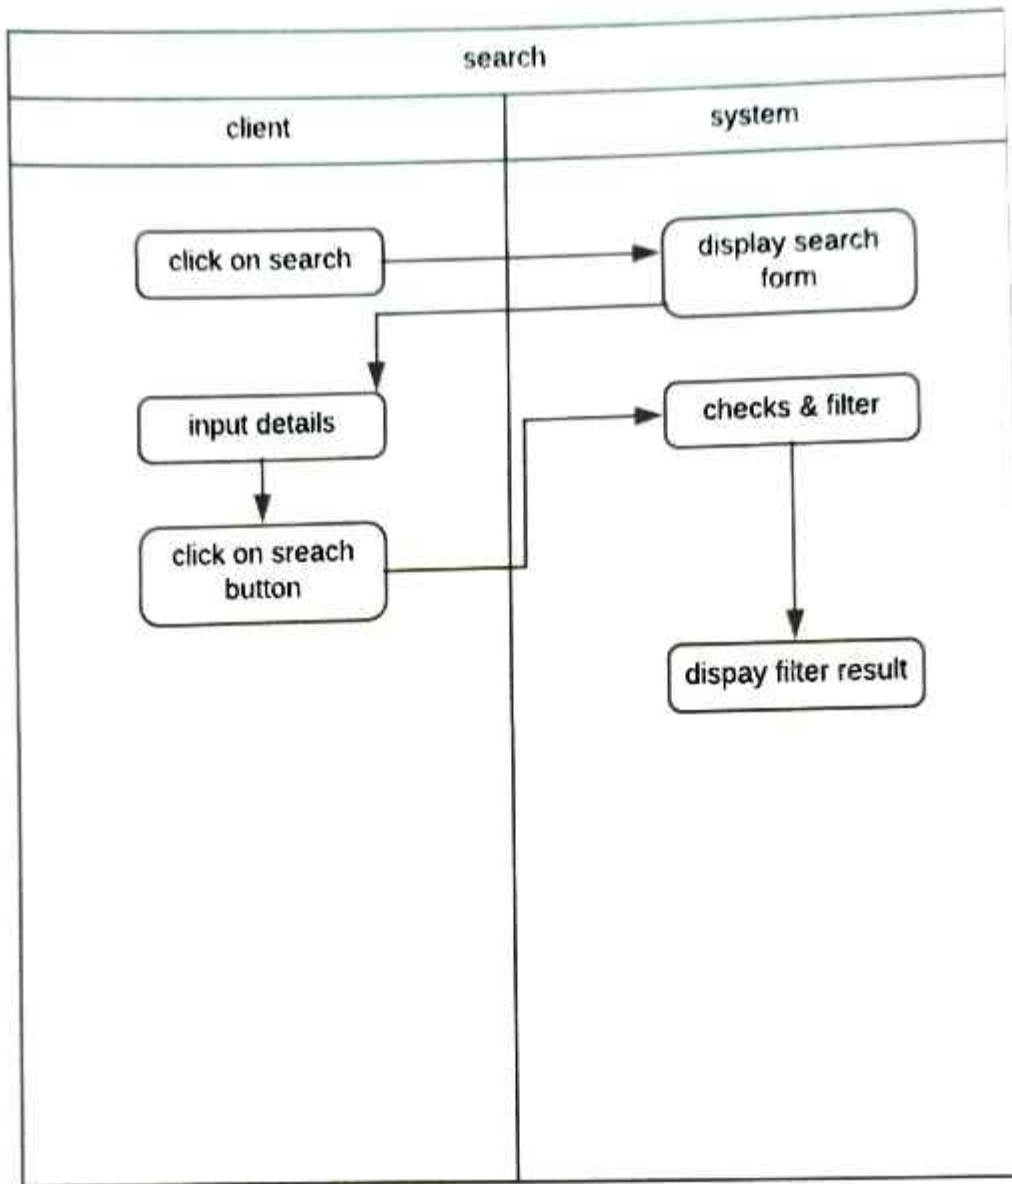 search
client
system
click on search
display search
form
input details
checks & filter
click on sreach
button
dispay filter result